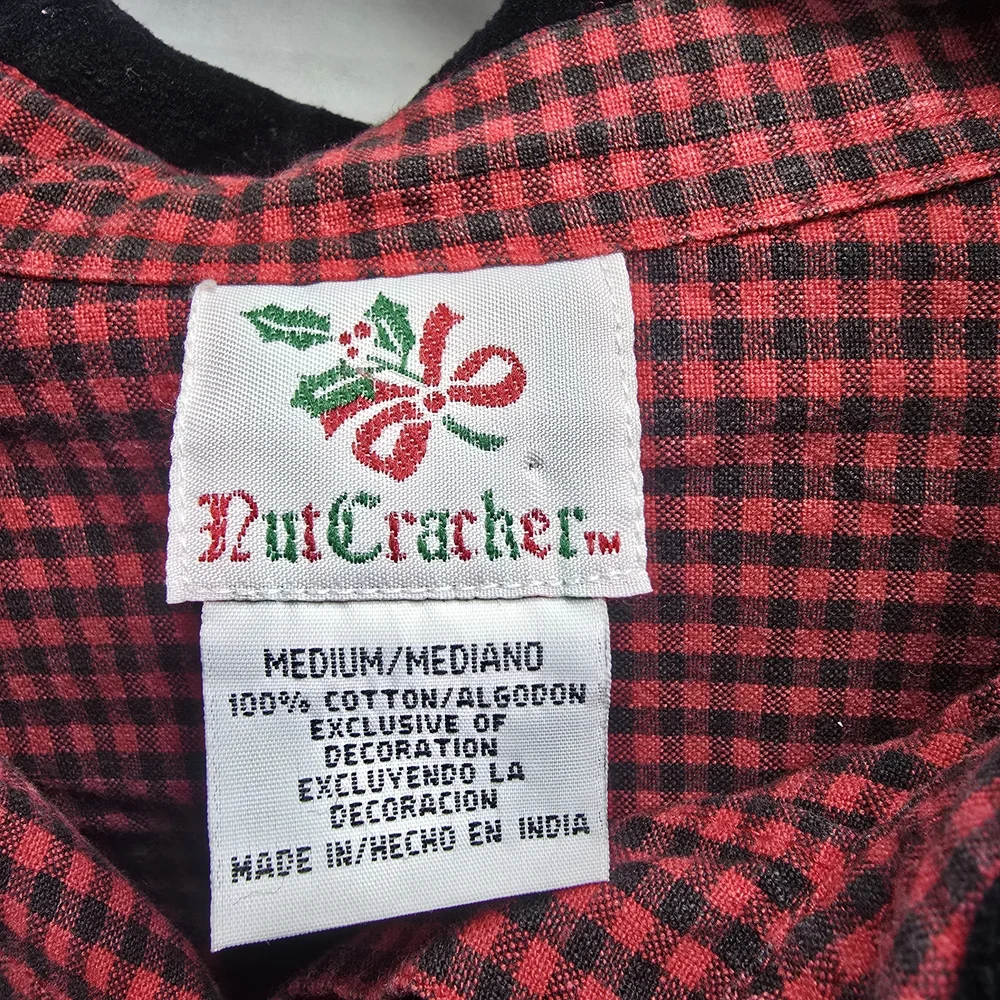 NutCracker™
MEDIUM/MEDIANO
100% COTTON/ALGODON
EXCLUSIVE OF
DECORATION
EXCLUYENDO LA
DECORACION
MADE IN/HECHO EN INDIA